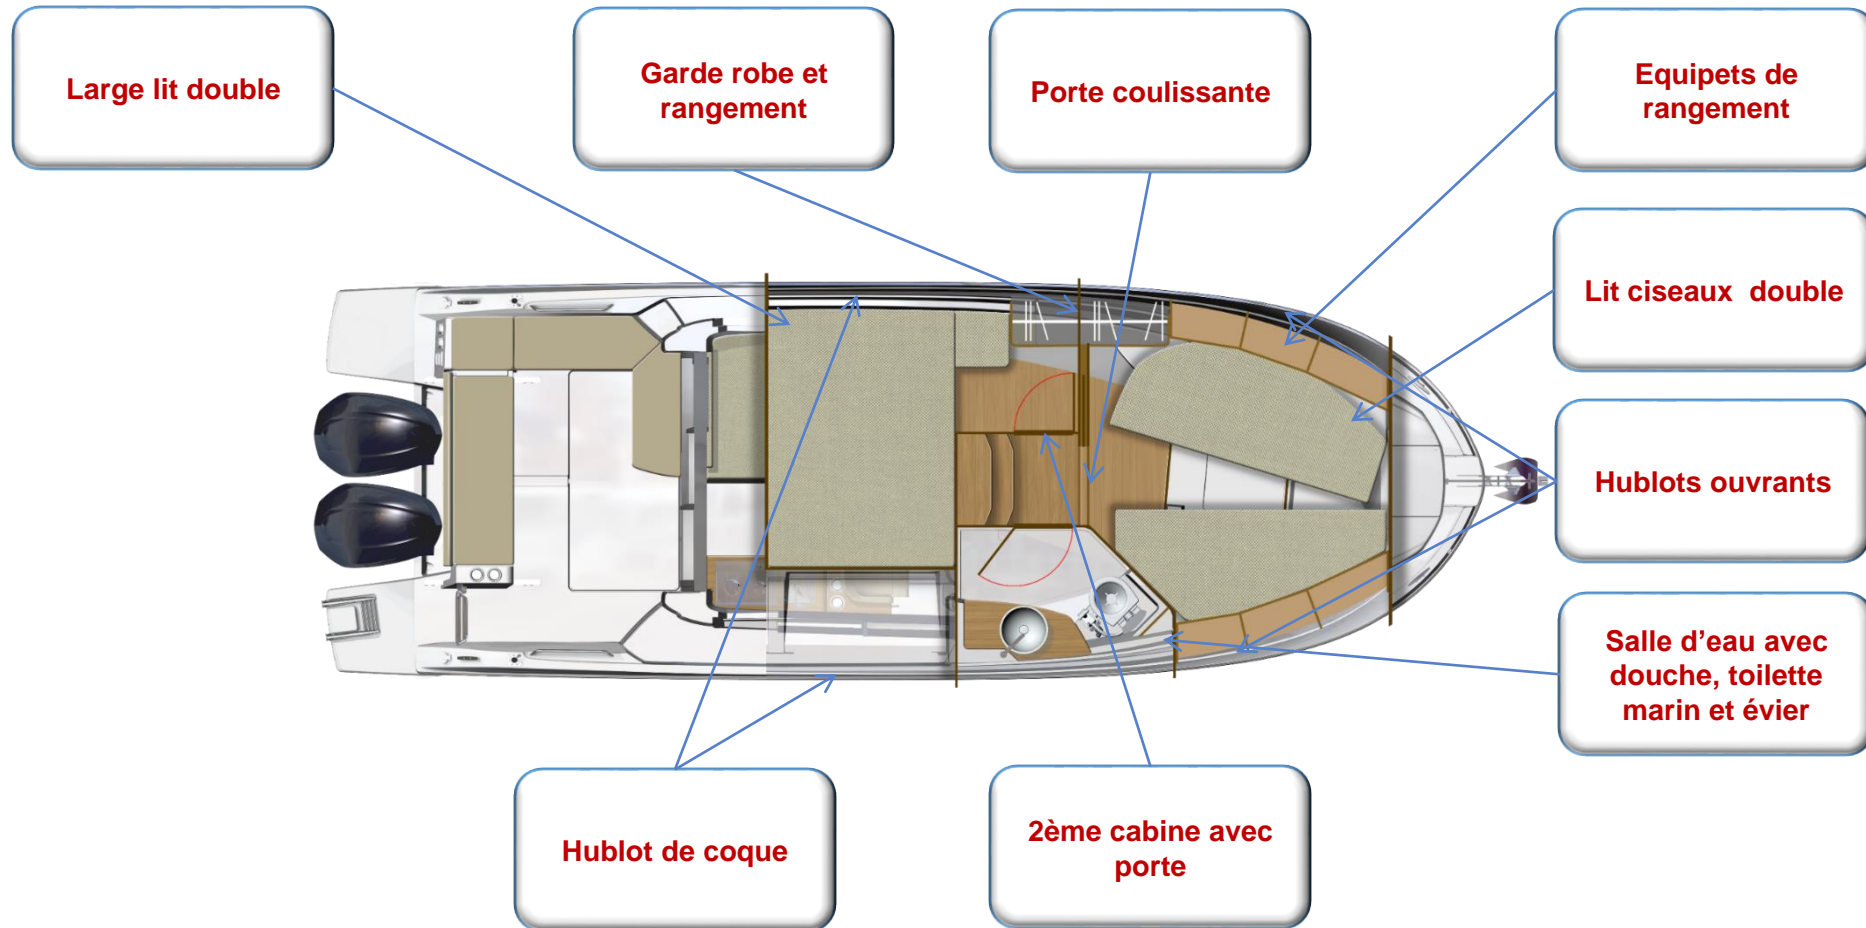 Large lit double
Garde robe et
rangement
Porte coulissante
Equipets de
rangement
Lit ciseaux  double
Hublots ouvrants
Salle d’eau avec
douche, toilette
marin et évier
Hublot de coque
2ème cabine avec
porte